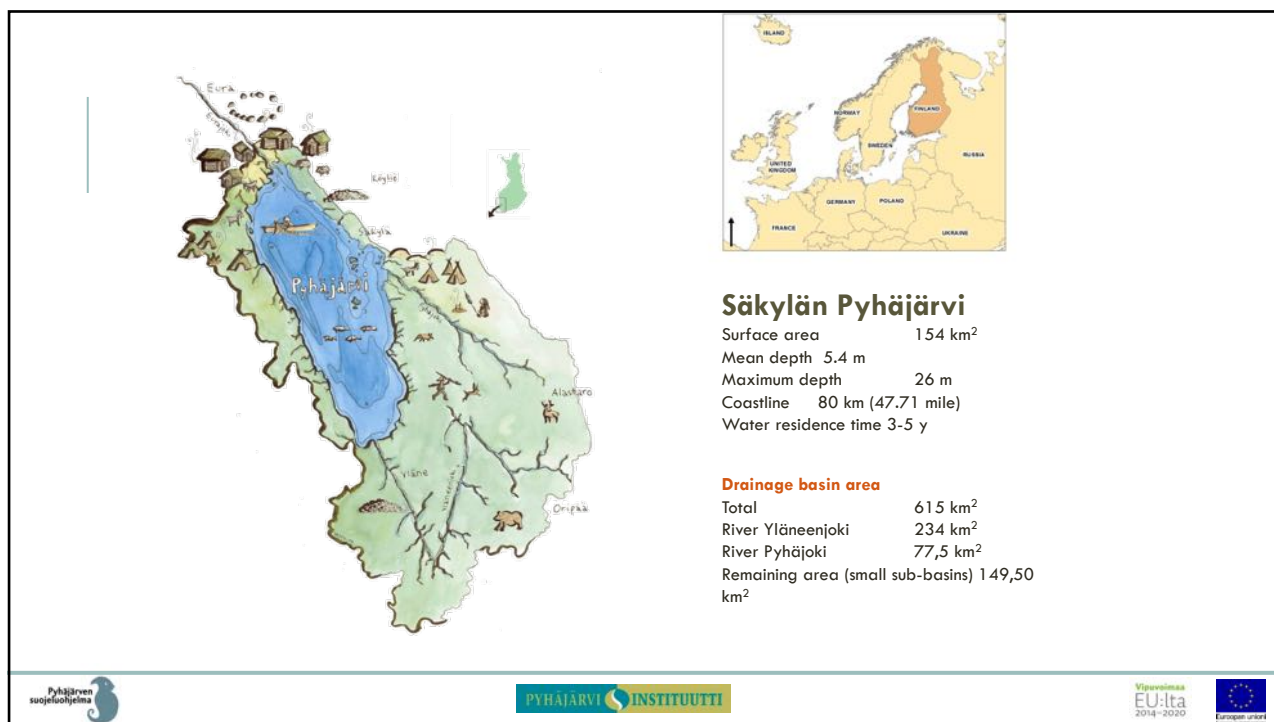 Eura
Eurajoki
Köyliö
Säkylä
Pyhäjärvi
Pyhäjoki
Alastaro
Yläne
Yläneenjoki
Oripää
ISLAND
NORWAY
FINLAND
SWEDEN
RUSSIA
UNITED
KINGDOM
GERMANY
POLAND
FRANCE
UKRAINE
Säkylän Pyhäjärvi
Surface area 154 km²
Mean depth 5.4 m
Maximum depth 26 m
Coastline 80 km (47.71 mile)
Water residence time 3-5 y
Drainage basin area
Total 615 km²
River Yläneenjoki 234 km²
River Pyhäjoki 77,5 km²
Remaining area (small sub-basins) 149,50
km²
Pyhäjärven
suojeluohjelma
PYHÄJÄRVI INSTITUUTTI
Vipuvoimaa
EU:lta
2014–2020
Euroopan unioni